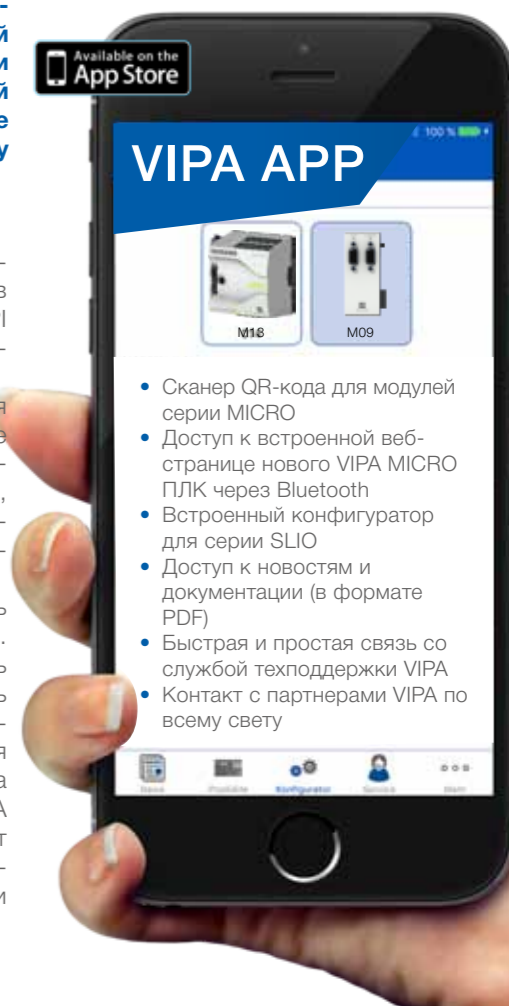 Available on the
App Store
100 %
VIPA APP
M09
• Сканер QR-кода для модулей
серии MICRO
• Доступ к встроенной веб-
странице нового VIPA MICRO
ПЛК через Bluetooth
• Встроенный конфигуратор
для серии SLIO
• Доступ к новостям и
документации (в формате
PDF)
• Быстрая и простая связь со
службой техподдержки VIPA
• Контакт с партнерами VIPA по
всему свету
News
Produkte
Konfigurator
Service
Mehr